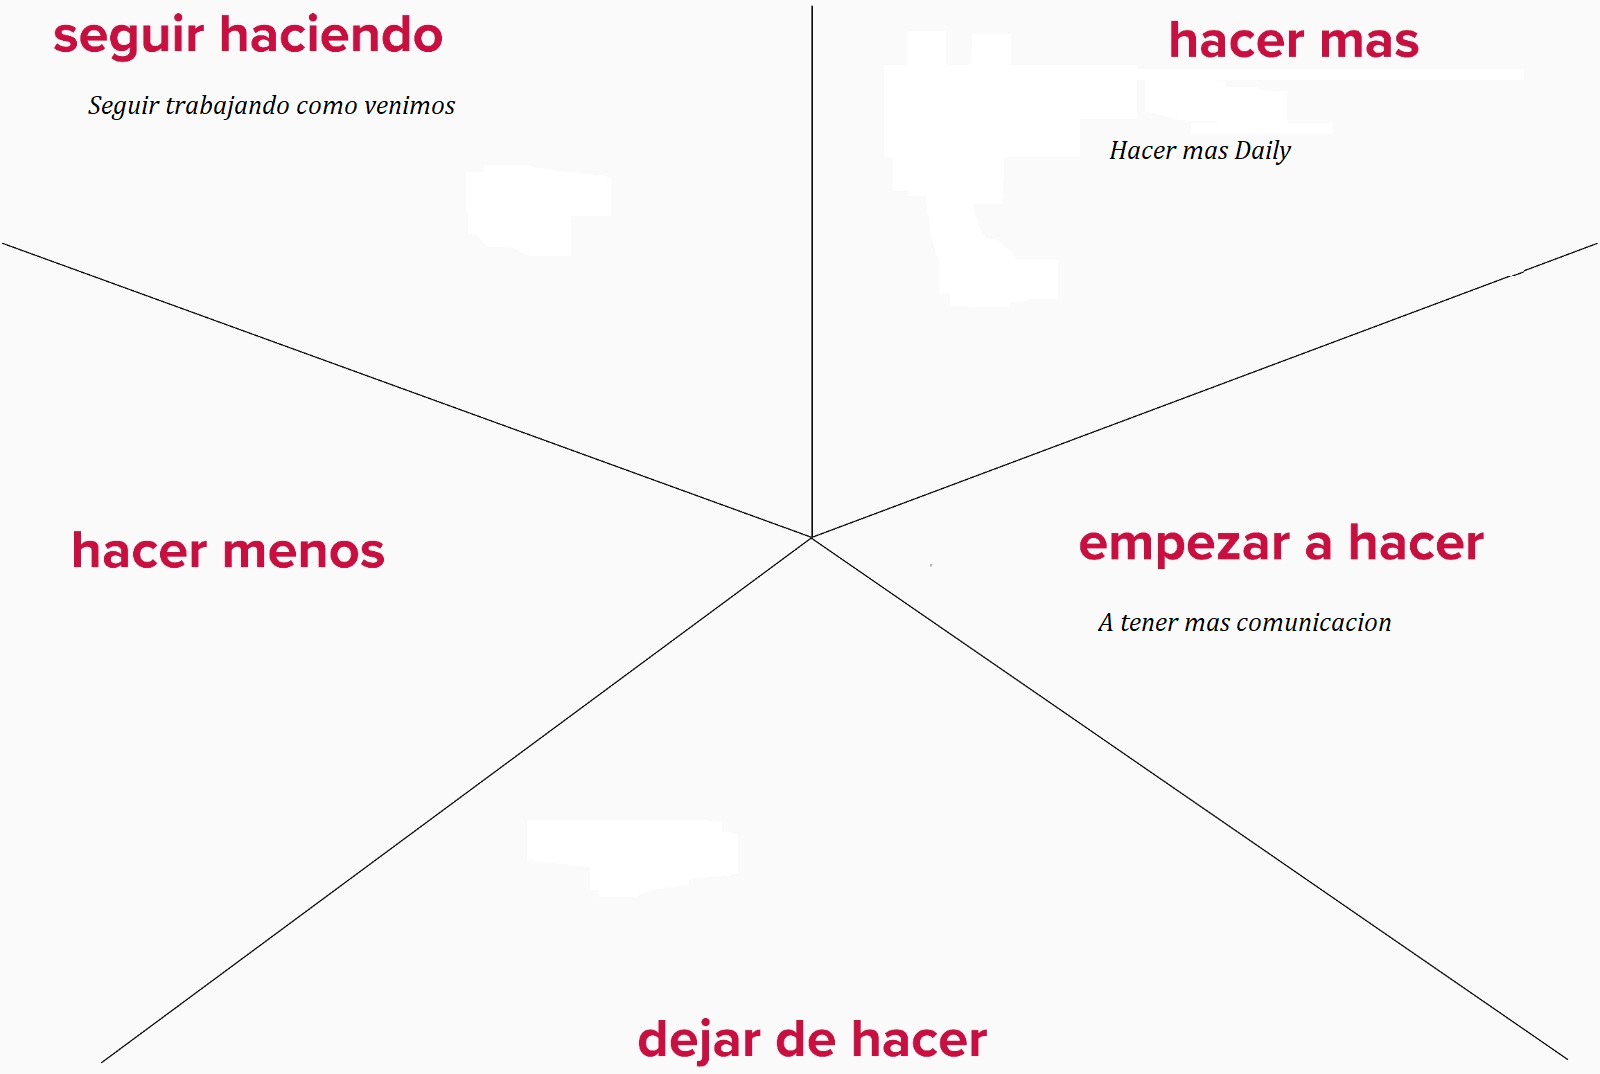 seguir haciendo
Seguir trabajando como venimos
hacer mas
Hacer mas Daily
hacer menos
empezar a hacer
A tener mas comunicacion
dejar de hacer